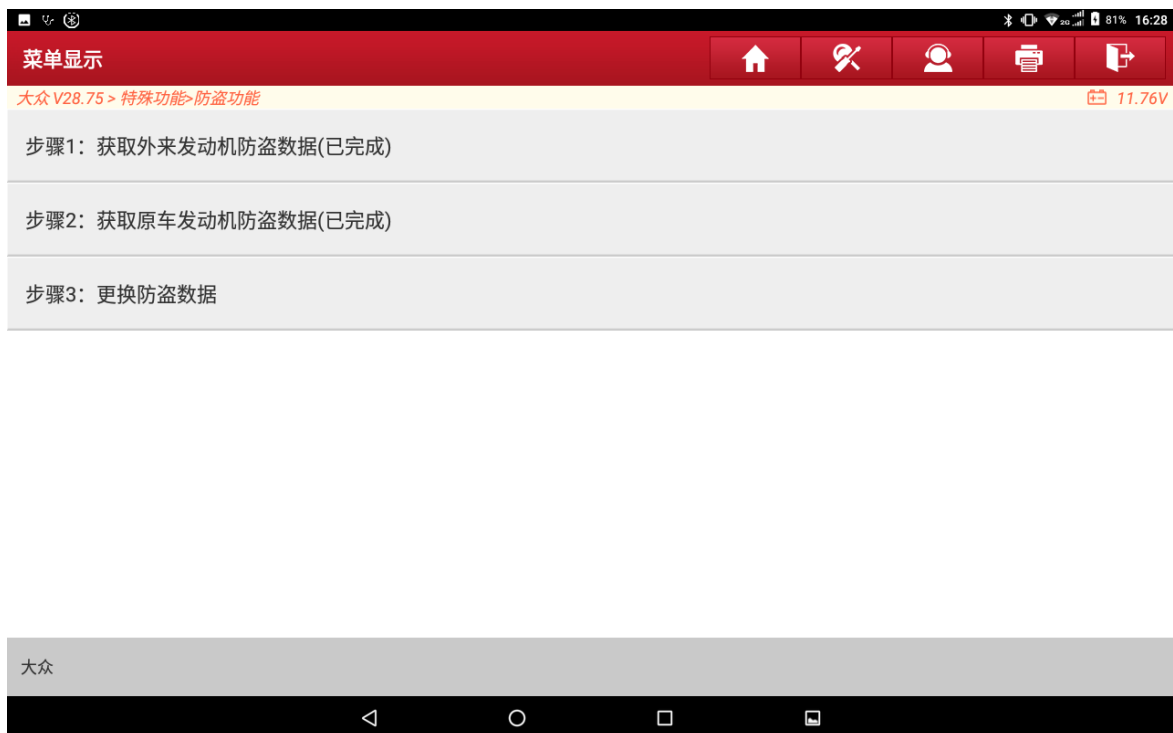 2G 81% 16:28
菜单显示
大众 V28.75 > 特殊功能>防盗功能 11.76V
步骤1：获取外来发动机防盗数据(已完成)
步骤2：获取原车发动机防盗数据(已完成)
步骤3：更换防盗数据
大众